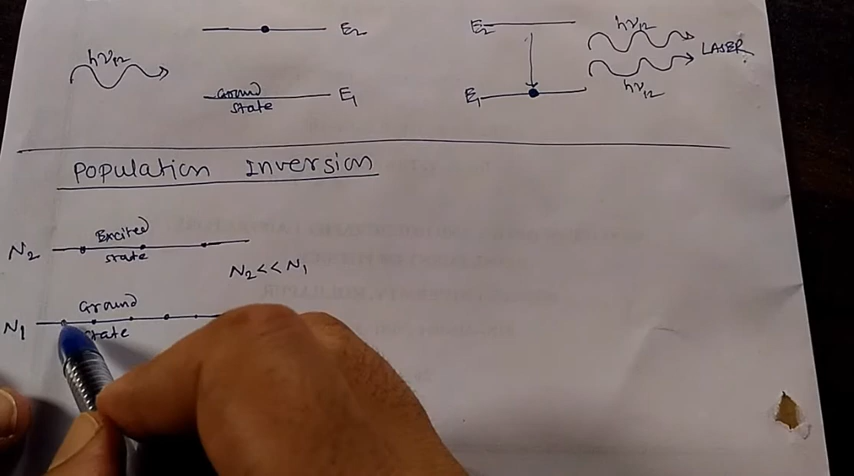 hν12
E2
Ground
state
E1
E2
E1
hν12
hν12
LASER
Population Inversion
N2
Excited
state
N2 << N1
N1
Ground
state